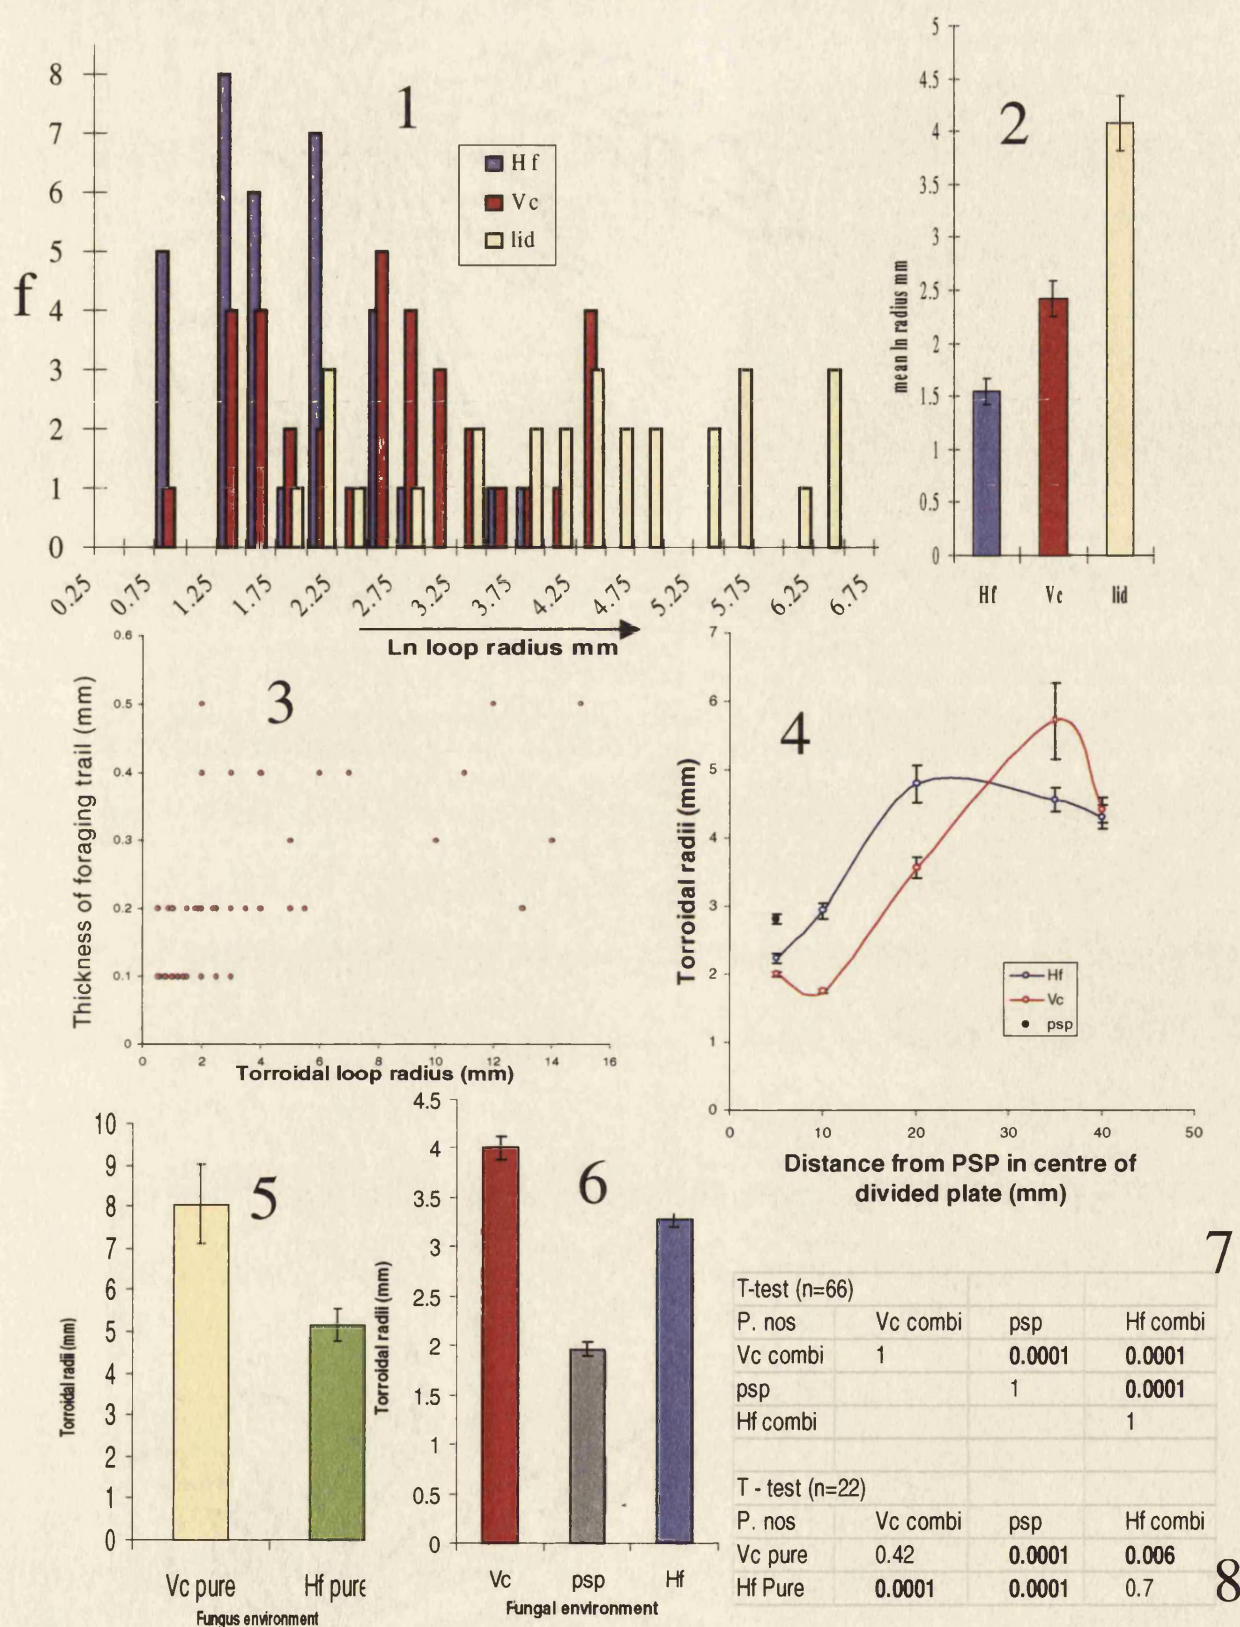 1
8
7
6
5
4
3
2
1
0
f
Hf
Vc
lid
0.25
0.75
1.25
1.75
2.25
2.75
3.25
3.75
4.25
4.75
5.25
5.75
6.25
6.75
Ln loop radius mm
2
5
4.5
4
3.5
3
2.5
2
1.5
1
0.5
0
mean ln radius mm
Hf
Vc
lid
3
0.6
0.5
0.4
0.3
0.2
0.1
0
Thickness of foraging trail (mm)
0 2 4 6 8 10 12 14 16
Torroidal loop radius (mm)
4
7
6
5
4
3
2
1
0
Torroidal radii (mm)
Hf
Vc
psp
0 10 20 30 40 50
Distance from PSP in centre of
divided plate (mm)
5
10
9
8
7
6
5
4
3
2
1
0
Torroidal radii (mm)
Vc pure Hf pure
Fungus environment
6
4.5
4
3.5
3
2.5
2
1.5
1
0.5
0
Torroidal radii (mm)
Vc psp Hf
Fungal environment
7
T-test (n=66)
P. nos Vc combi psp Hf combi
Vc combi 1 0.0001 0.0001
psp 1 0.0001
Hf combi 1
T - test (n=22)
P. nos Vc combi psp Hf combi
Vc pure 0.42 0.0001 0.006
Hf Pure 0.0001 0.0001 0.7
8